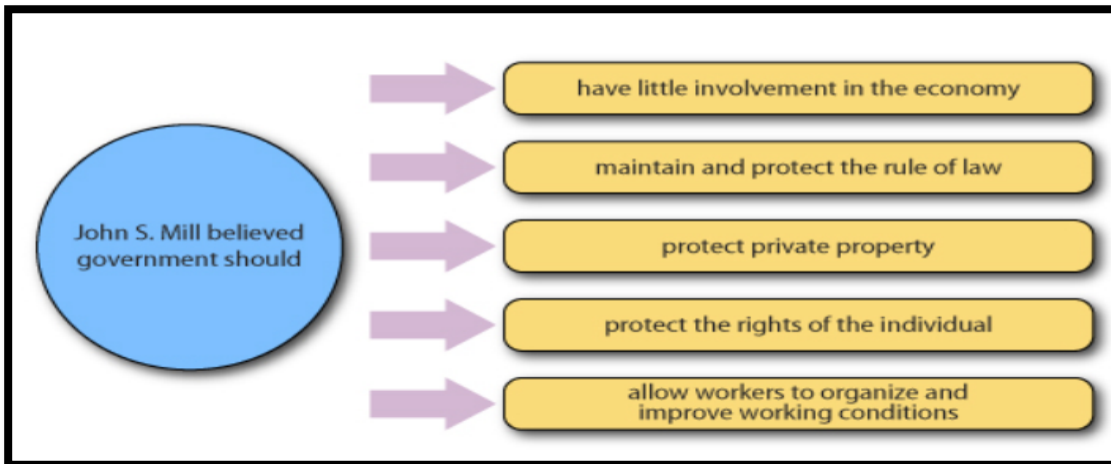 John S. Mill believed
government should
have little involvement in the economy
maintain and protect the rule of law
protect private property
protect the rights of the individual
allow workers to organize and
improve working conditions